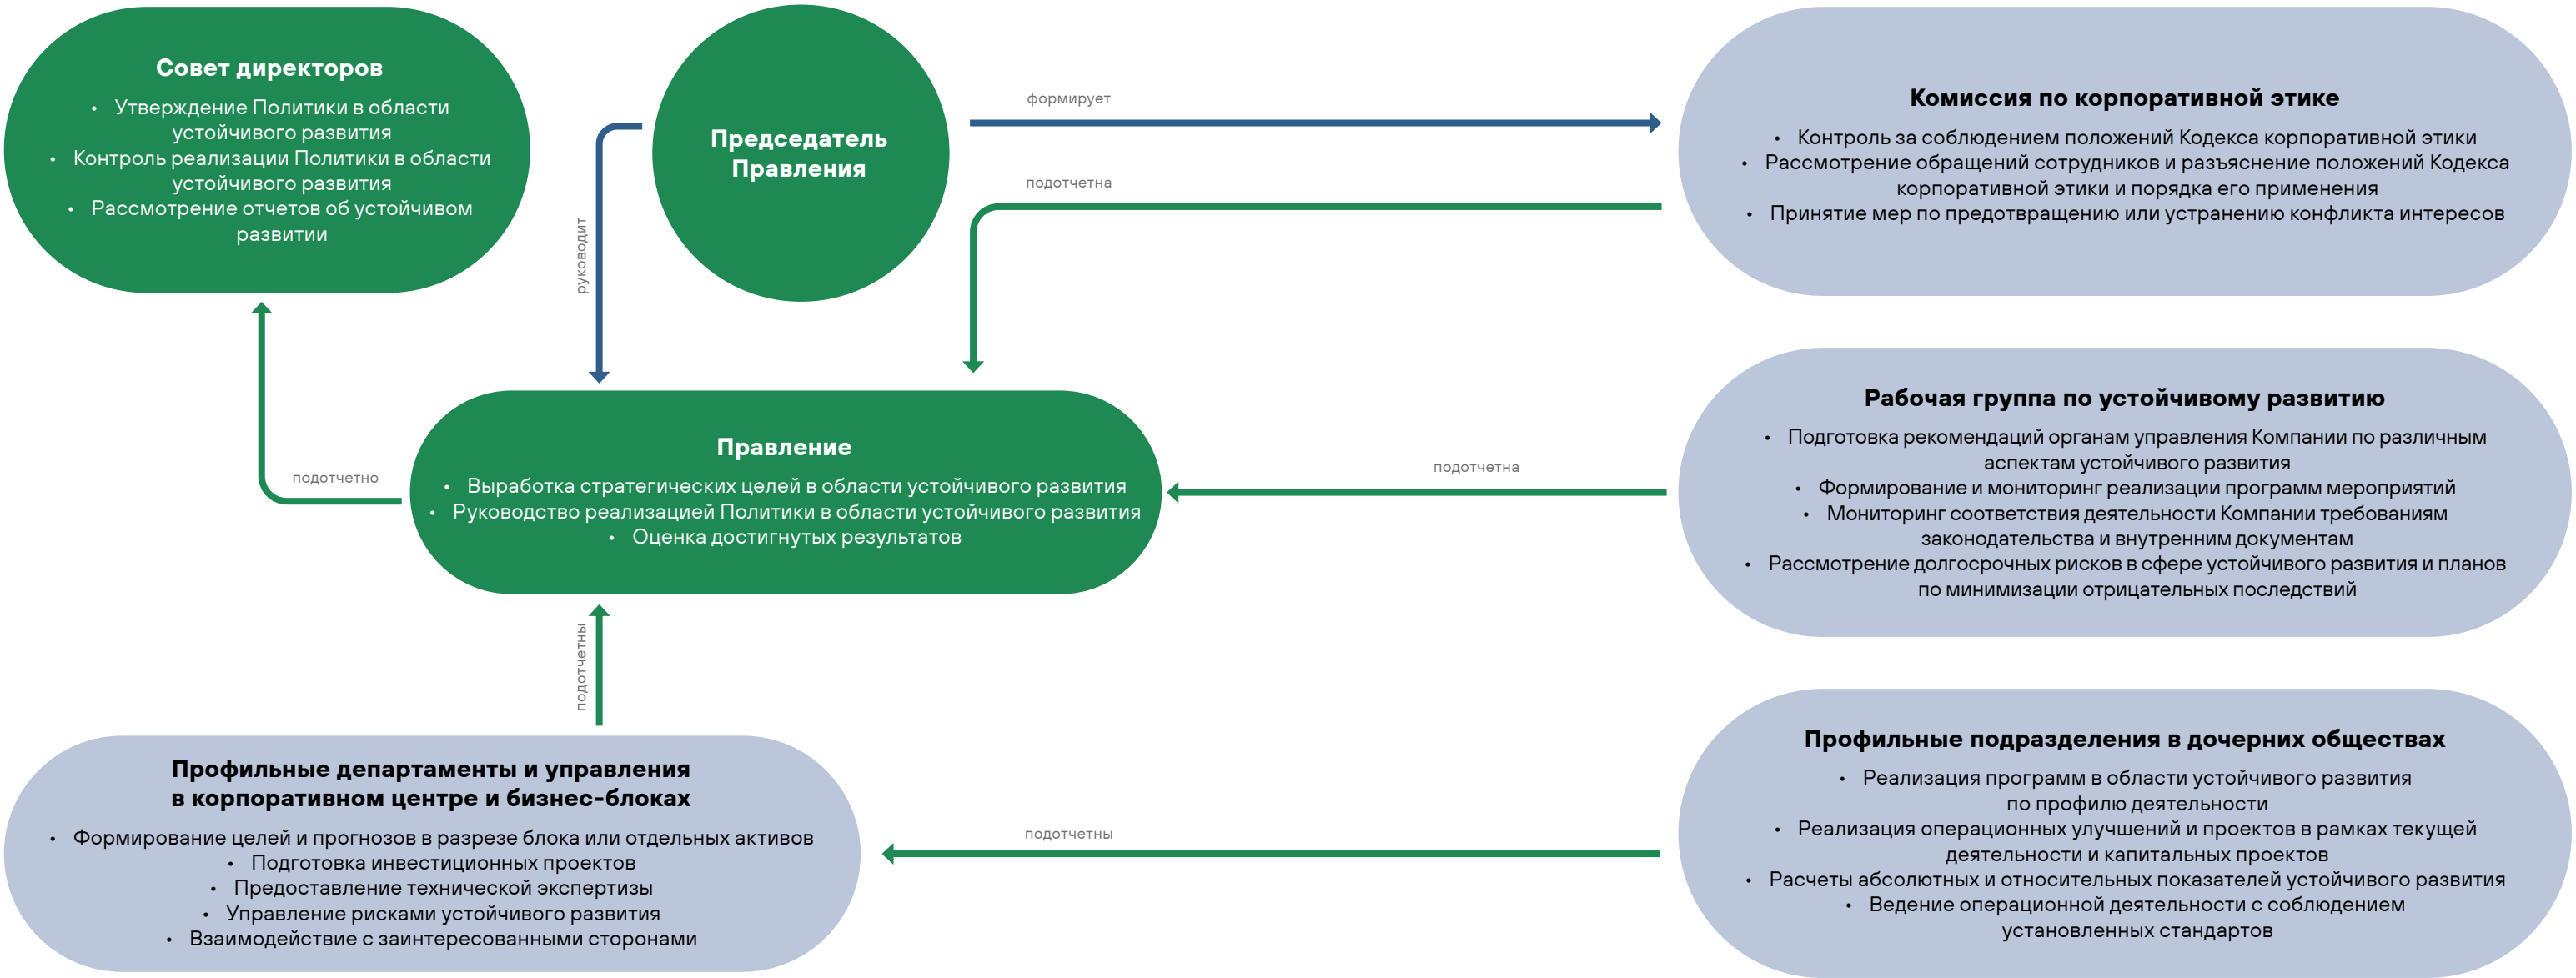 Совет директоров
• Утверждение Политики в области
устойчивого развития
• Контроль реализации Политики в области
устойчивого развития
• Рассмотрение отчетов об устойчивом
развитии
руководит
Председатель
Правления
формирует
подотчетна
Комиссия по корпоративной этике
• Контроль за соблюдением положений Кодекса корпоративной этики
• Рассмотрение обращений сотрудников и разъяснение положений Кодекса
корпоративной этики и порядка его применения
• Принятие мер по предотвращению или устранению конфликта интересов
подотчетно
Правление
• Выработка стратегических целей в области устойчивого развития
• Руководство реализацией Политики в области устойчивого развития
• Оценка достигнутых результатов
подотчетна
Рабочая группа по устойчивому развитию
• Подготовка рекомендаций органам управления Компании по различным
аспектам устойчивого развития
• Формирование и мониторинг реализации программ мероприятий
• Мониторинг соответствия деятельности Компании требованиям
законодательства и внутренним документам
• Рассмотрение долгосрочных рисков в сфере устойчивого развития и планов
по минимизации отрицательных последствий
подотчетны
Профильные департаменты и управления
в корпоративном центре и бизнес-блоках
• Формирование целей и прогнозов в разрезе блока или отдельных активов
• Подготовка инвестиционных проектов
• Предоставление технической экспертизы
• Управление рисками устойчивого развития
• Взаимодействие с заинтересованными сторонами
подотчетны
Профильные подразделения в дочерних обществах
• Реализация программ в области устойчивого развития
по профилю деятельности
• Реализация операционных улучшений и проектов в рамках текущей
деятельности и капитальных проектов
• Расчеты абсолютных и относительных показателей устойчивого развития
• Ведение операционной деятельности с соблюдением
установленных стандартов